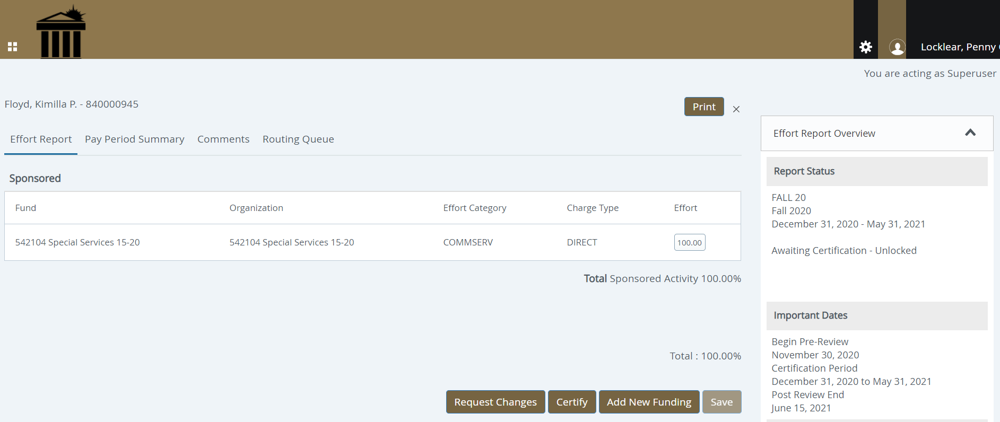 Locklear, Penny
You are acting as Superuser
Floyd, Kimilla P. - 840000945
Print
Effort Report Pay Period Summary Comments Routing Queue
Sponsored
Fund Organization Effort Category Charge Type Effort
542104 Special Services 15-20 542104 Special Services 15-20 COMMSERV DIRECT 100.00
Total Sponsored Activity 100.00%
Total : 100.00%
Request Changes Certify Add New Funding Save
Effort Report Overview
Report Status
FALL 20
Fall 2020
December 31, 2020 - May 31, 2021
Awaiting Certification - Unlocked
Important Dates
Begin Pre-Review
November 30, 2020
Certification Period
December 31, 2020 to May 31, 2021
Post Review End
June 15, 2021